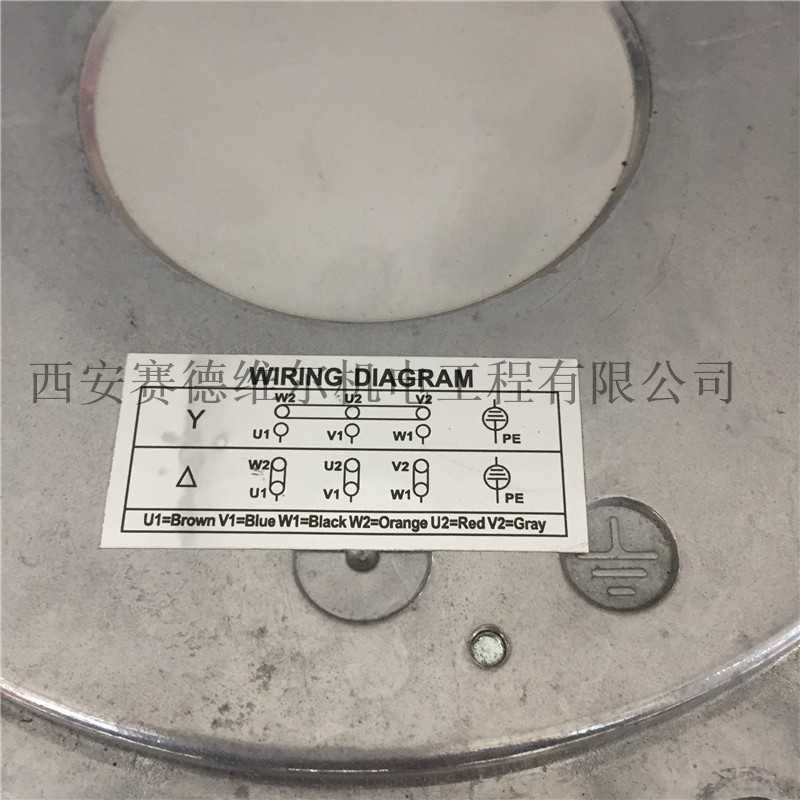 西安赛德维尔机电工程有限公司
WIRING DIAGRAM
W2 U2 V2
Y U1 V1 W1 PE
W2 U2 V2
Δ U1 V1 W1 PE
U1=Brown V1=Blue W1=Black W2=Orange U2=Red V2=Gray